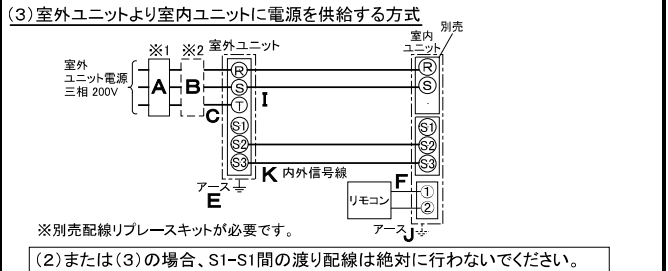 (3)室外ユニットより室内ユニットに電源を供給する方式
※1 ※2 室外ユニット
室内
ユニット
別売
室外
ユニット電源
三相 200V
A B C
R
S
T
S1
S2
S3
I
R
S
S1
S2
S3
K 内外信号線
アース
E
F
リモコン
①
②
アース J
※別売配線リプレースキットが必要です。
(2)または(3)の場合、S1-S1間の渡り配線は絶対に行わないでください。